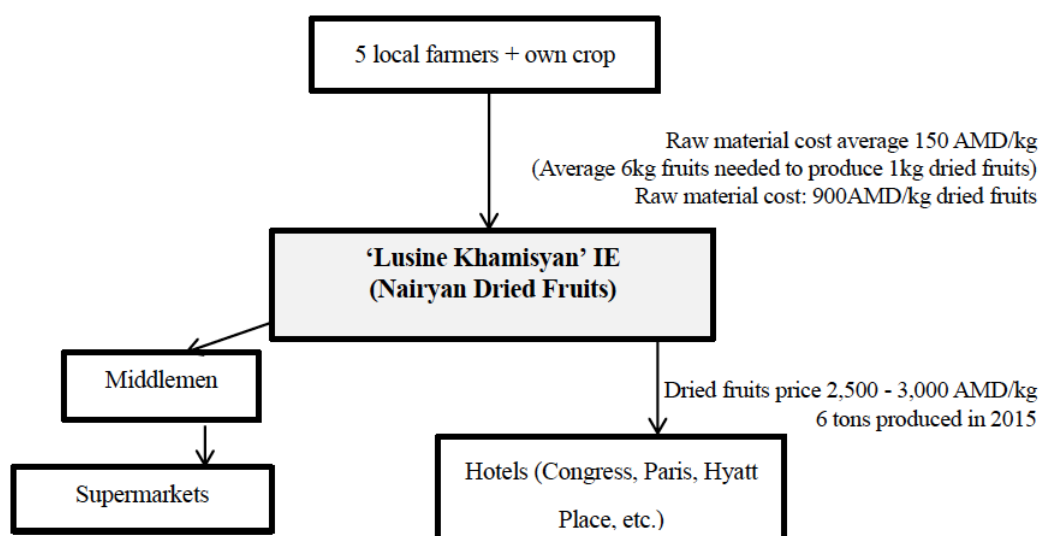 5 local farmers + own crop
Raw material cost average 150 AMD/kg
(Average 6kg fruits needed to produce 1kg dried fruits)
Raw material cost: 900AMD/kg dried fruits
‘Lusine Khamisyan’ IE
(Nairyan Dried Fruits)
Middlemen
Dried fruits price 2,500 - 3,000 AMD/kg
6 tons produced in 2015
Supermarkets
Hotels (Congress, Paris, Hyatt
Place, etc.)